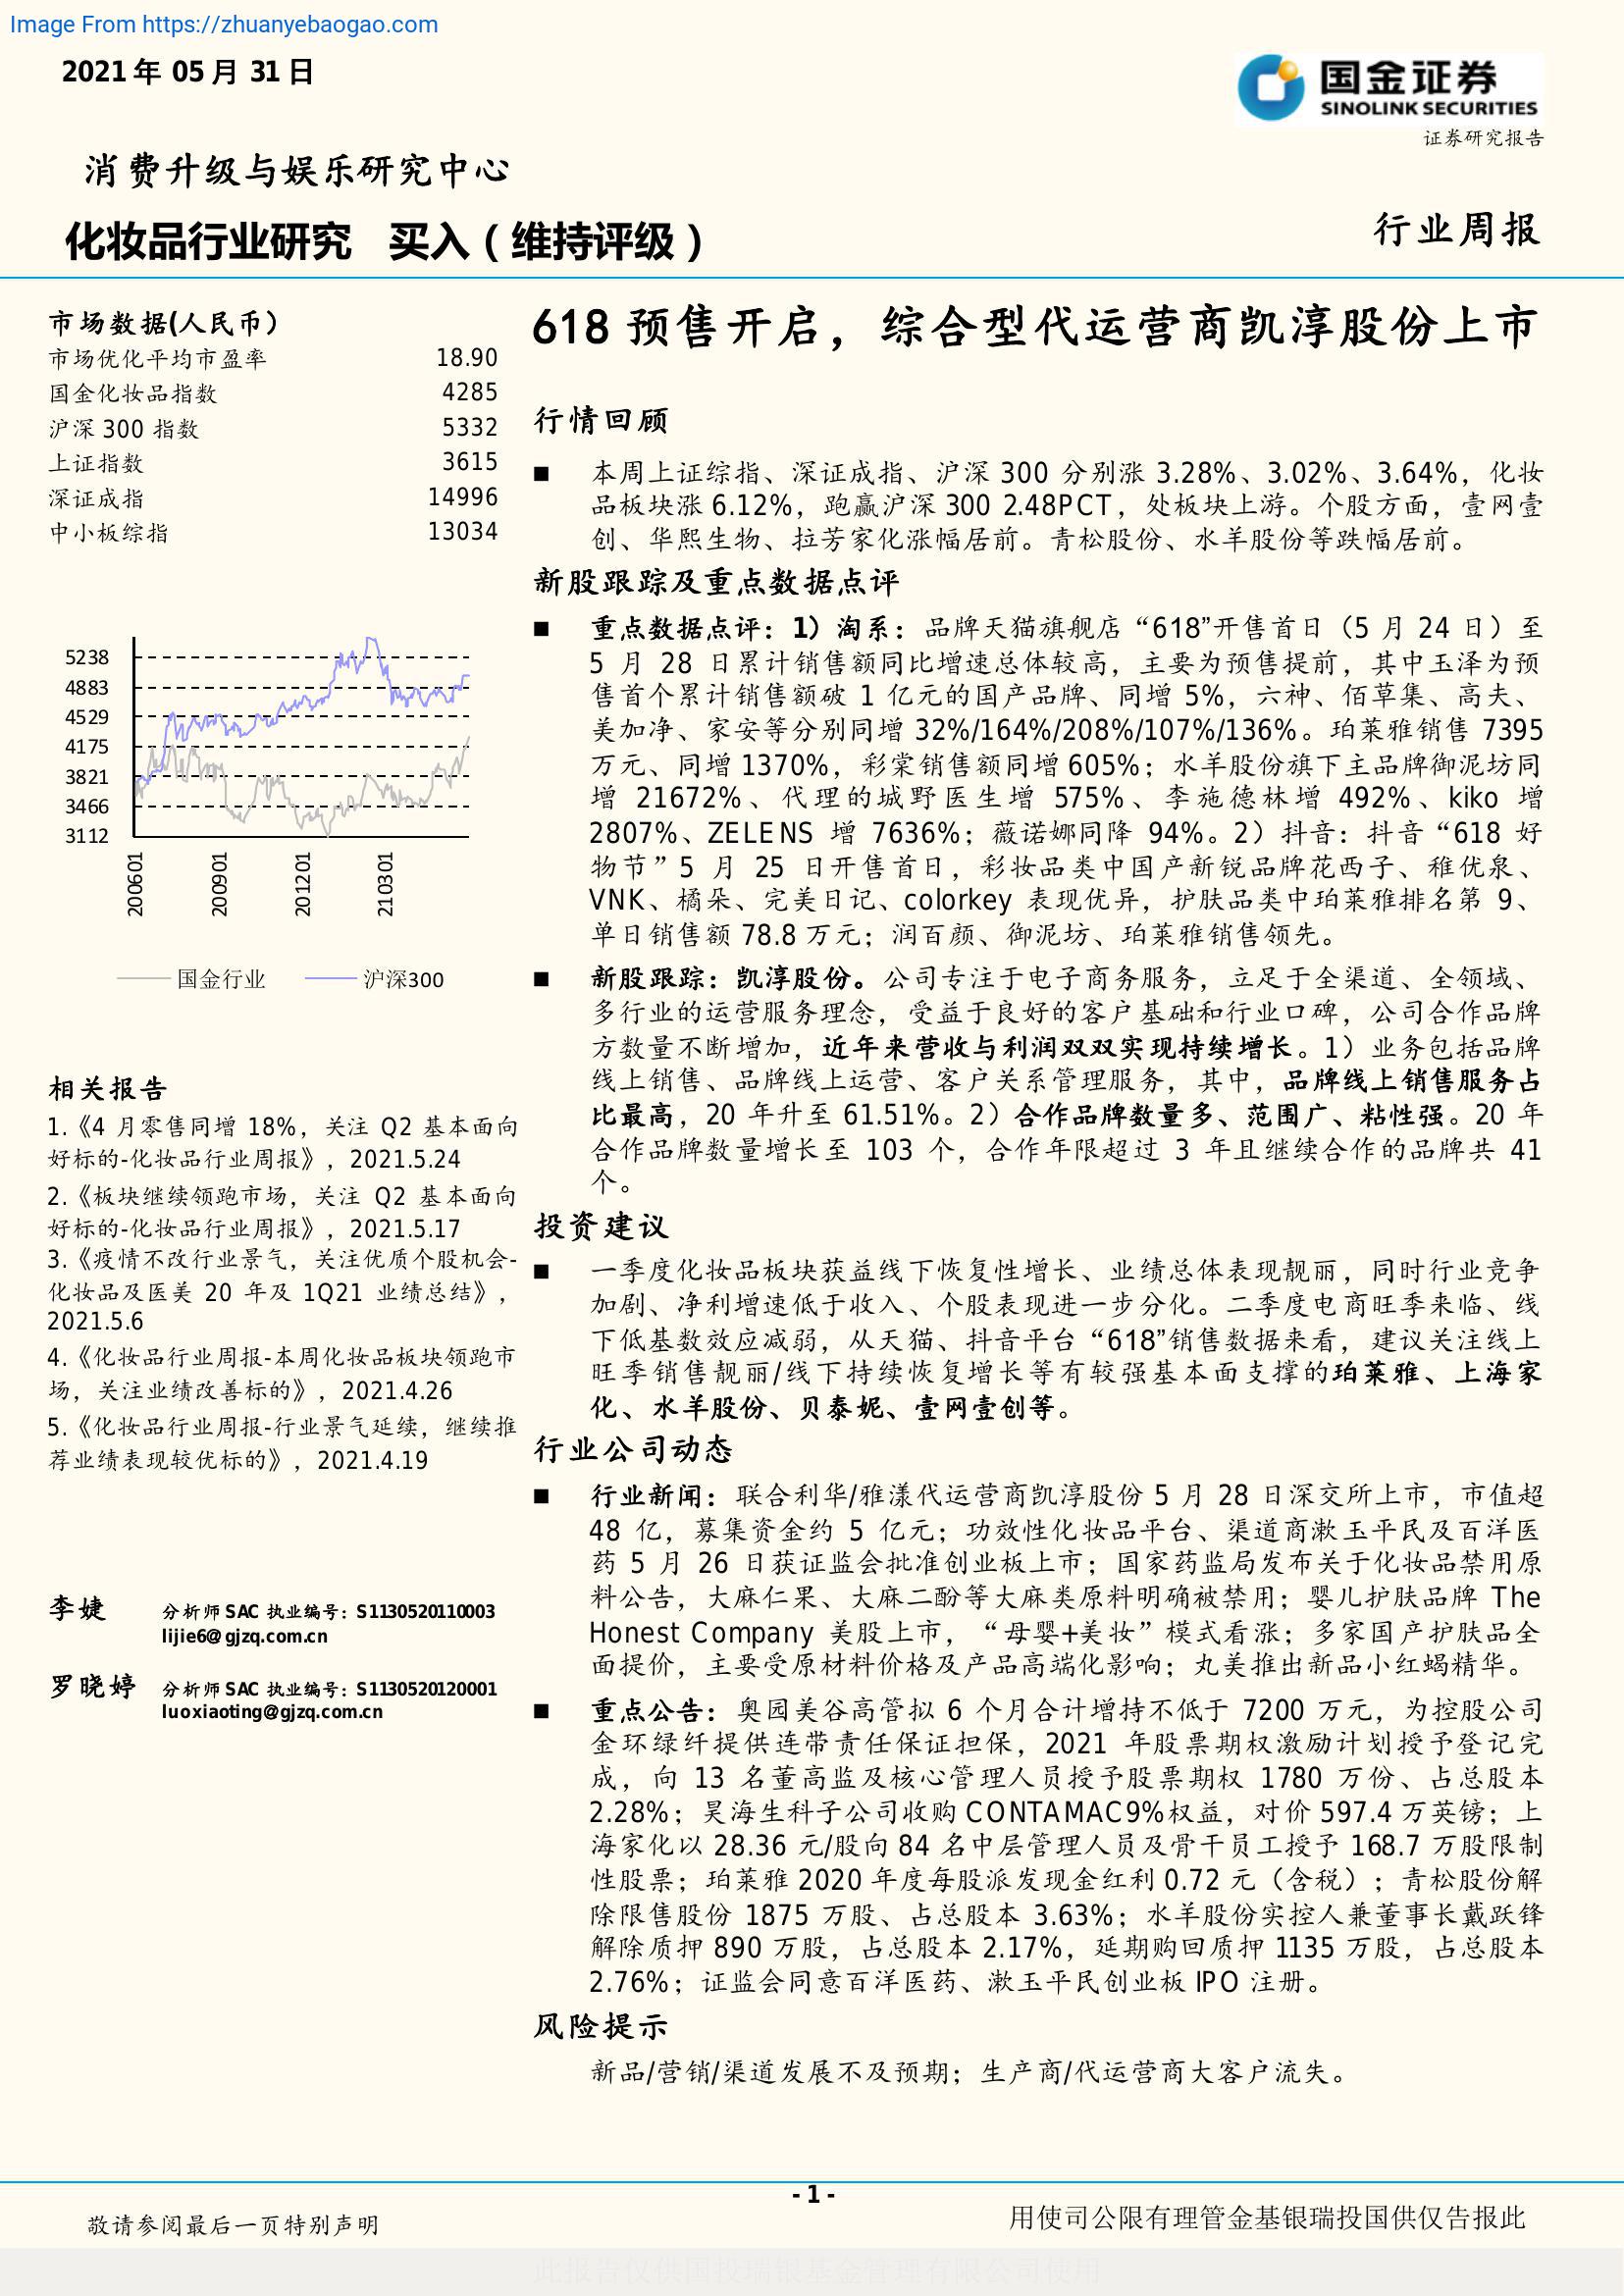 Image From https://zhuanyebaogao.com
2021 年 05 月 31 日
国金证券
SINOLINK SECURITIES
证券研究报告
消费升级与娱乐研究中心
化妆品行业研究 买入（维持评级）
行业周报
市场数据(人民币）
市场优化平均市盈率 18.90
国金化妆品指数 4285
沪深 300 指数 5332
上证指数 3615
深证成指 14996
中小板综指 13034
5238
4883
4529
4175
3821
3466
3112
200601
200901
201201
210301
国金行业 沪深300
相关报告
1.《4 月零售同增 18%，关注 Q2 基本面向
好标的-化妆品行业周报》，2021.5.24
2.《板块继续领跑市场，关注 Q2 基本面向
好标的-化妆品行业周报》，2021.5.17
3.《疫情不改行业景气，关注优质个股机会-
化妆品及医美 20 年及 1Q21 业绩总结》，
2021.5.6
4.《化妆品行业周报-本周化妆品板块领跑市
场，关注业绩改善标的》，2021.4.26
5.《化妆品行业周报-行业景气延续，继续推
荐业绩表现较优标的》，2021.4.19
李婕 分析师 SAC 执业编号：S1130520110003
lijie6@gjzq.com.cn
罗晓婷 分析师 SAC 执业编号：S1130520120001
luoxiaoting@gjzq.com.cn
618 预售开启，综合型代运营商凯淳股份上市
行情回顾
■ 本周上证综指、深证成指、沪深 300 分别涨 3.28%、3.02%、3.64%，化妆
品板块涨 6.12%，跑赢沪深 300 2.48PCT，处板块上游。个股方面，壹网壹
创、华熙生物、拉芳家化涨幅居前。青松股份、水羊股份等跌幅居前。
新股跟踪及重点数据点评
■ 重点数据点评：1）淘系：品牌天猫旗舰店“618”开售首日（5 月 24 日）至
5 月 28 日累计销售额同比增速总体较高，主要为预售提前，其中玉泽为预
售首个累计销售额破 1 亿元的国产品牌、同增 5%，六神、佰草集、高夫、
美加净、家安等分别同增 32%/164%/208%/107%/136%。珀莱雅销售 7395
万元、同增 1370%，彩棠销售额同增 605%；水羊股份旗下主品牌御泥坊同
增 21672%、代理的城野医生增 575%、李施德林增 492%、kiko 增
2807%、ZELENS 增 7636%；薇诺娜同降 94%。2）抖音：抖音“618 好
物节”5 月 25 日开售首日，彩妆品类中国产新锐品牌花西子、稚优泉、
VNK、橘朵、完美日记、colorkey 表现优异，护肤品类中珀莱雅排名第 9、
单日销售额 78.8 万元；润百颜、御泥坊、珀莱雅销售领先。
■ 新股跟踪：凯淳股份。公司专注于电子商务服务，立足于全渠道、全领域、
多行业的运营服务理念，受益于良好的客户基础和行业口碑，公司合作品牌
方数量不断增加，近年来营收与利润双双实现持续增长。1）业务包括品牌
线上销售、品牌线上运营、客户关系管理服务，其中，品牌线上销售服务占
比最高，20 年升至 61.51%。2）合作品牌数量多、范围广、粘性强。20 年
合作品牌数量增长至 103 个，合作年限超过 3 年且继续合作的品牌共 41
个。
投资建议
■ 一季度化妆品板块获益线下恢复性增长、业绩总体表现靓丽，同时行业竞争
加剧、净利增速低于收入、个股表现进一步分化。二季度电商旺季来临、线
下低基数效应减弱，从天猫、抖音平台“618”销售数据来看，建议关注线上
旺季销售靓丽/线下持续恢复增长等有较强基本面支撑的珀莱雅、上海家
化、水羊股份、贝泰妮、壹网壹创等。
行业公司动态
■ 行业新闻：联合利华/雅漾代运营商凯淳股份 5 月 28 日深交所上市，市值超
48 亿，募集资金约 5 亿元；功效性化妆品平台、渠道商漱玉平民及百洋医
药 5 月 26 日获证监会批准创业板上市；国家药监局发布关于化妆品禁用原
料公告，大麻仁果、大麻二酚等大麻类原料明确被禁用；婴儿护肤品牌 The
Honest Company 美股上市，“母婴+美妆”模式看涨；多家国产护肤品全
面提价，主要受原材料价格及产品高端化影响；丸美推出新品小红蝎精华。
■ 重点公告：奥园美谷高管拟 6 个月合计增持不低于 7200 万元，为控股公司
金环绿纤提供连带责任保证担保，2021 年股票期权激励计划授予登记完
成，向 13 名董高监及核心管理人员授予股票期权 1780 万份、占总股本
2.28%；昊海生科子公司收购 CONTAMAC9%权益，对价 597.4 万英镑；上
海家化以 28.36 元/股向 84 名中层管理人员及骨干员工授予 168.7 万股限制
性股票；珀莱雅 2020 年度每股派发现金红利 0.72 元（含税）；青松股份解
除限售股份 1875 万股、占总股本 3.63%；水羊股份实控人兼董事长戴跃锋
解除质押 890 万股，占总股本 2.17%，延期购回质押 1135 万股，占总股本
2.76%；证监会同意百洋医药、漱玉平民创业板 IPO 注册。
风险提示
新品/营销/渠道发展不及预期；生产商/代运营商大客户流失。
- 1 -
敬请参阅最后一页特别声明
用使司公限有理管金基银瑞投国供仅告报此
此报告仅供国投瑞银基金管理有限公司使用